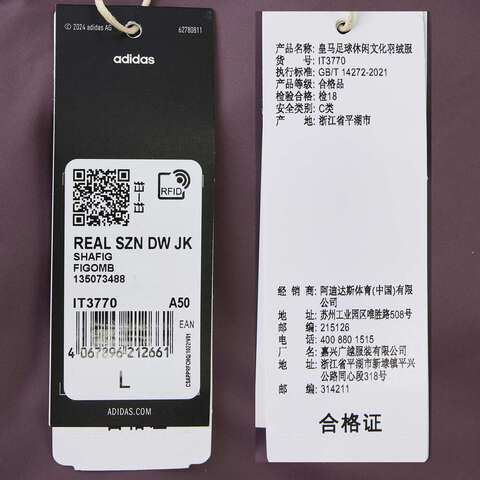 © 2024 adidas AG
62780811
adidas
RFID
REAL SZN DW JK
SHAFIG
FIGOMB
135073488
IT3770 A50
EAN
4 067896 212661
L
ADIDAS.COM
合格证
产品名称: 皇马足球休闲文化羽绒服
货 号: IT3770
执行标准: GB/T 14272-2021
产品等级: 合格品
检验合格: 检18
安全类别: C类
产 地: 浙江省平湖市
经 销 商: 阿迪达斯体育(中国)有限
公司
地 址: 苏州工业园区唯胜路508号
邮 编: 215126
电 话: 400 880 1515
厂 名: 嘉兴广越服装有限公司
厂 址: 浙江省平湖市新埭镇平兴
公路同心段318号
邮 编: 314211
合格证